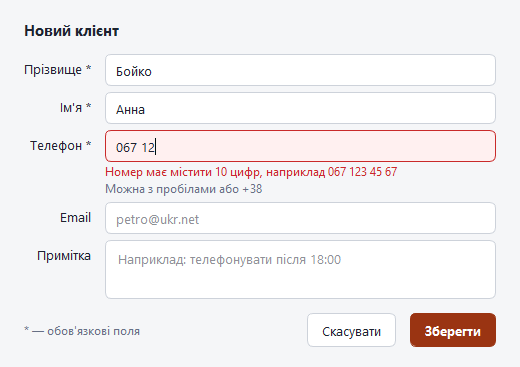 Новий клієнт
Прізвище *
Бойко
Ім'я *
Анна
Телефон *
067 12
Номер має містити 10 цифр, наприклад 067 123 45 67
Можна з пробілами або +38
Email
petro@ukr.net
Примітка
Наприклад: телефонувати після 18:00
* — обов'язкові поля
Скасувати
Зберегти